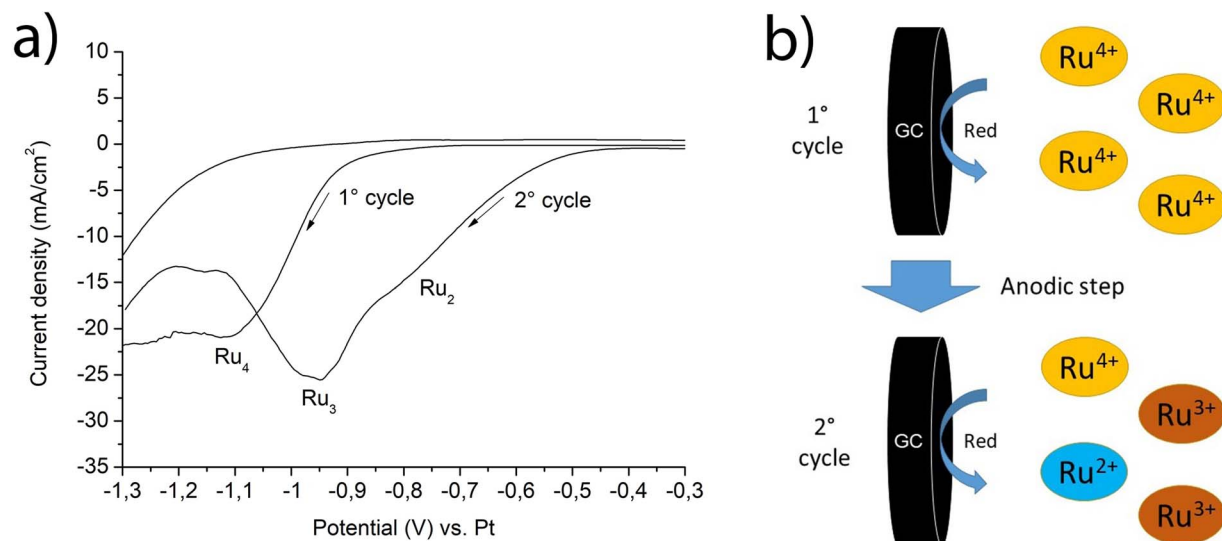 a)
10
5
0
-5
-10
-15
-20
-25
-30
-35
Current density (mA/cm²)
1° cycle
2° cycle
Ru₂
Ru₄
Ru₃
-1,3 -1,2 -1,1 -1 -0,9 -0,8 -0,7 -0,6 -0,5 -0,4 -0,3
Potential (V) vs. Pt
b)
1°
cycle
GC
Red
Ru⁴⁺
Ru⁴⁺
Ru⁴⁺
Ru⁴⁺
Anodic step
2°
cycle
GC
Red
Ru⁴⁺
Ru³⁺
Ru²⁺
Ru³⁺